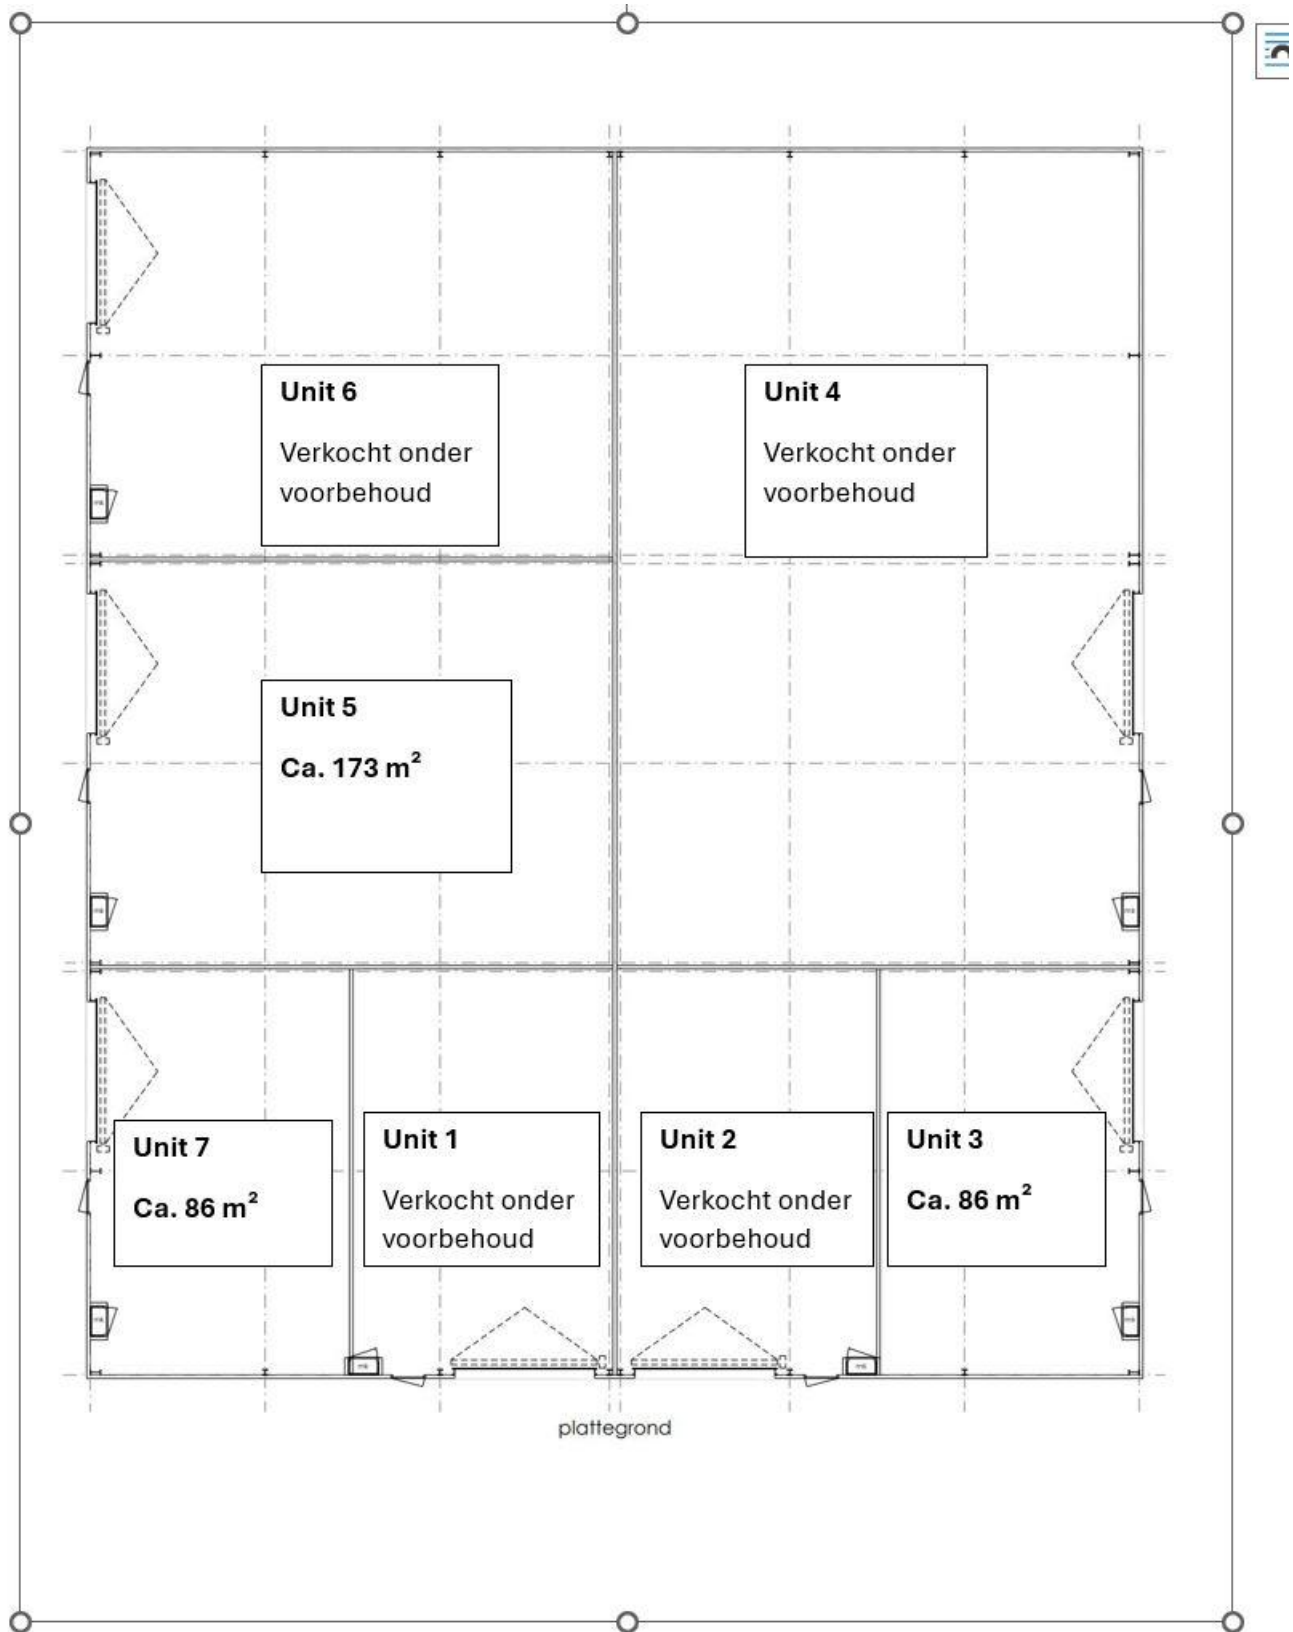 Unit 6
Verkocht onder
voorbehoud
Unit 4
Verkocht onder
voorbehoud
Unit 5
Ca. 173 m²
Unit 7
Ca. 86 m²
Unit 1
Verkocht onder
voorbehoud
Unit 2
Verkocht onder
voorbehoud
Unit 3
Ca. 86 m²
plattegrond